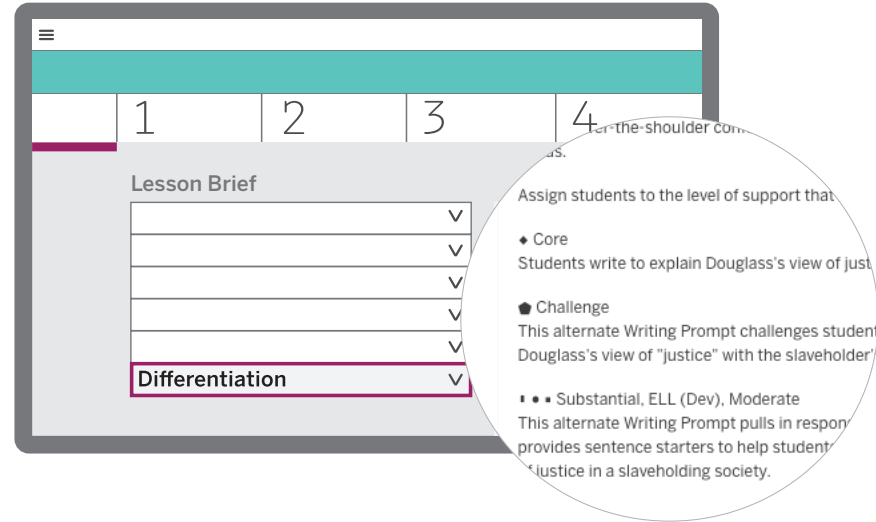 1 2 3 4
Lesson Brief
Differentiation
-the-shoulder
Assign students to the level of support that
Core
Students write to explain Douglass's view of
Challenge
This alternate Writing Prompt challenges
Douglass's view of "justice" with the slaveholder'
Substantial, ELL (Dev), Moderate
This alternate Writing Prompt pulls in
provides sentence starters to help
justice in a slaveholding society.